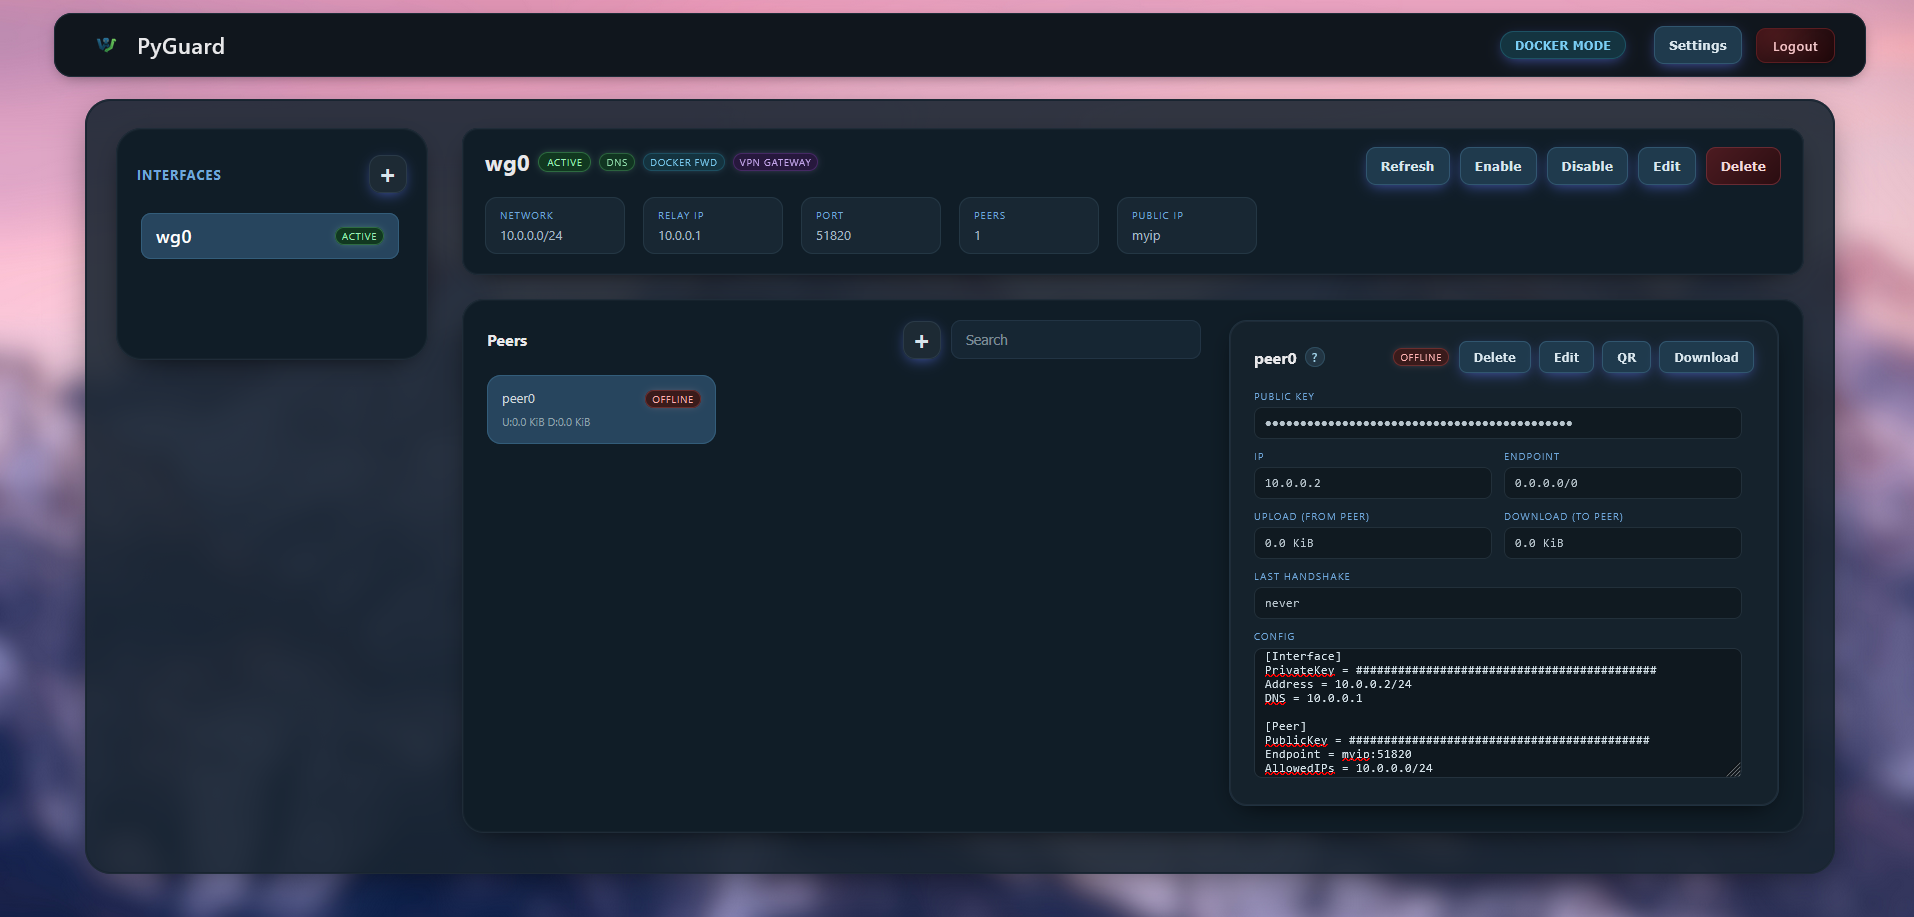 PyGuard
DOCKER MODE
Settings
Logout
INTERFACES
+
wg0
ACTIVE
wg0
ACTIVE
DNS
DOCKER FWD
VPN GATEWAY
Refresh
Enable
Disable
Edit
Delete
NETWORK
10.0.0.0/24
RELAY IP
10.0.0.1
PORT
51820
PEERS
1
PUBLIC IP
myip
Peers
+
Search
peer0
OFFLINE
U:0.0 KiB D:0.0 KiB
peer0
?
OFFLINE
Delete
Edit
QR
Download
PUBLIC KEY
••••••••••••••••••••••••••••••••••••••••••••
IP
10.0.0.2
ENDPOINT
0.0.0.0/0
UPLOAD (FROM PEER)
0.0 KiB
DOWNLOAD (TO PEER)
0.0 KiB
LAST HANDSHAKE
never
CONFIG
[Interface]
PrivateKey = ###########################################
Address = 10.0.0.2/24
DNS = 10.0.0.1
[Peer]
PublicKey = ###########################################
Endpoint = myip:51820
AllowedIPs = 10.0.0.0/24